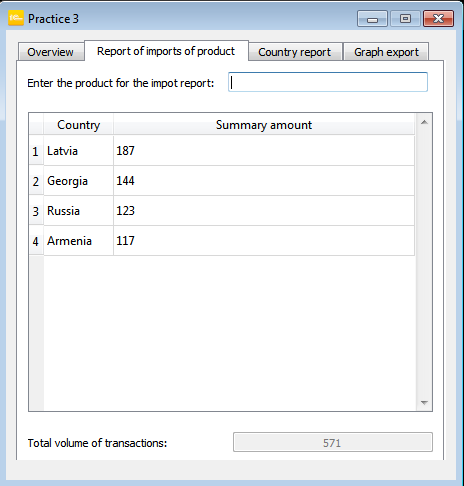 Practice 3
Overview Report of imports of product Country report Graph export
Enter the product for the impot report:
Country Summary amount
1 Latvia 187
2 Georgia 144
3 Russia 123
4 Armenia 117
Total volume of transactions: 571